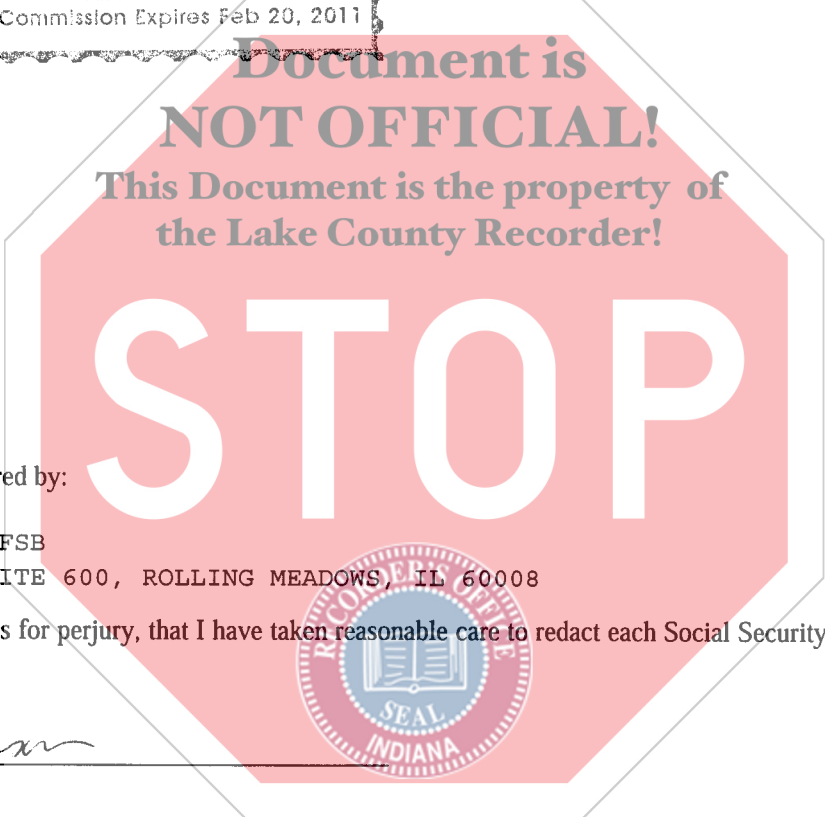 Commission Expires Feb 20, 2011
Document is
NOT OFFICIAL!
This Document is the property of
the Lake County Recorder!
STOP
red by:
FSB
ITE 600, ROLLING MEADOWS, IL 60008
s for perjury, that I have taken reasonable care to redact each Social Security
RECORDER'S OFFICE
SEAL
INDIANA